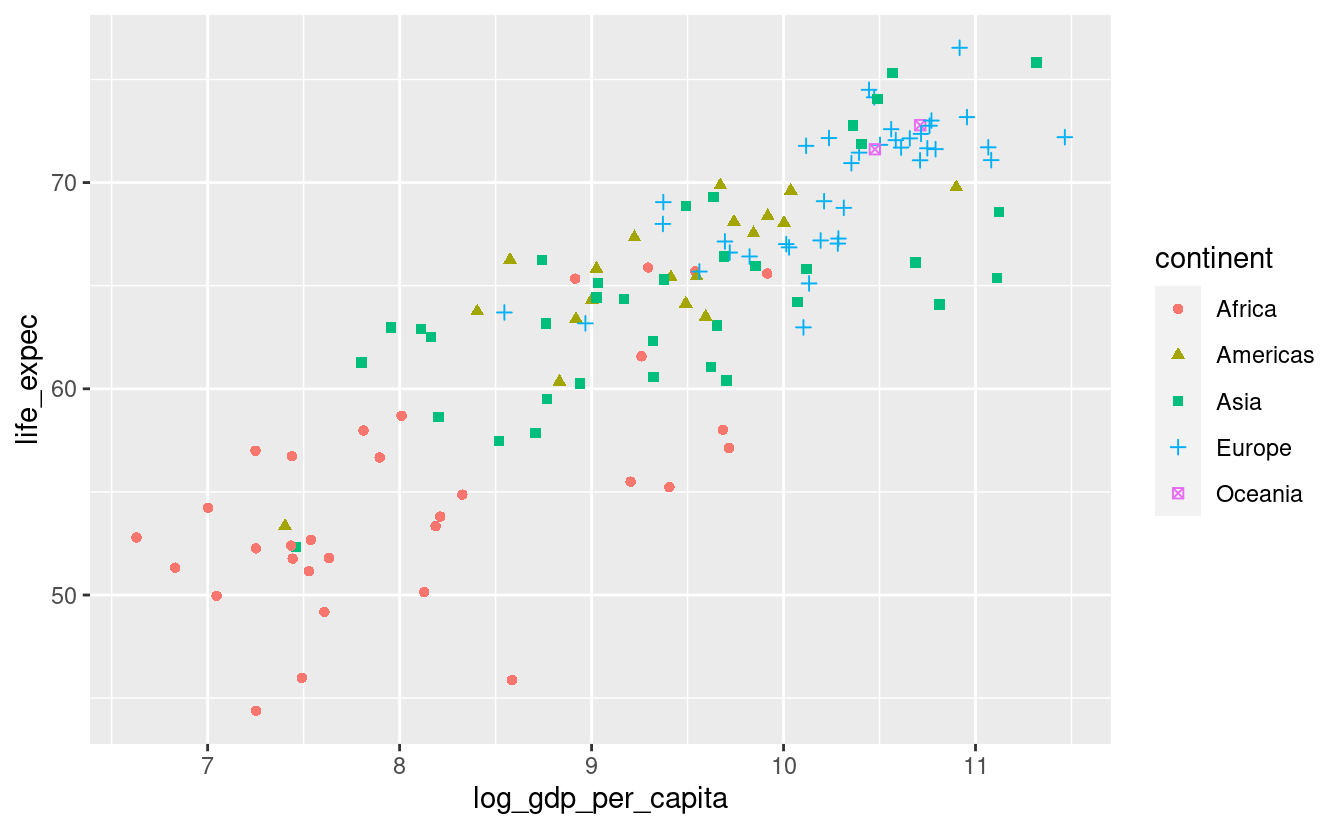 life_expec
70
60
50
7 8 9 10 11
log_gdp_per_capita
continent
Africa
Americas
Asia
Europe
Oceania